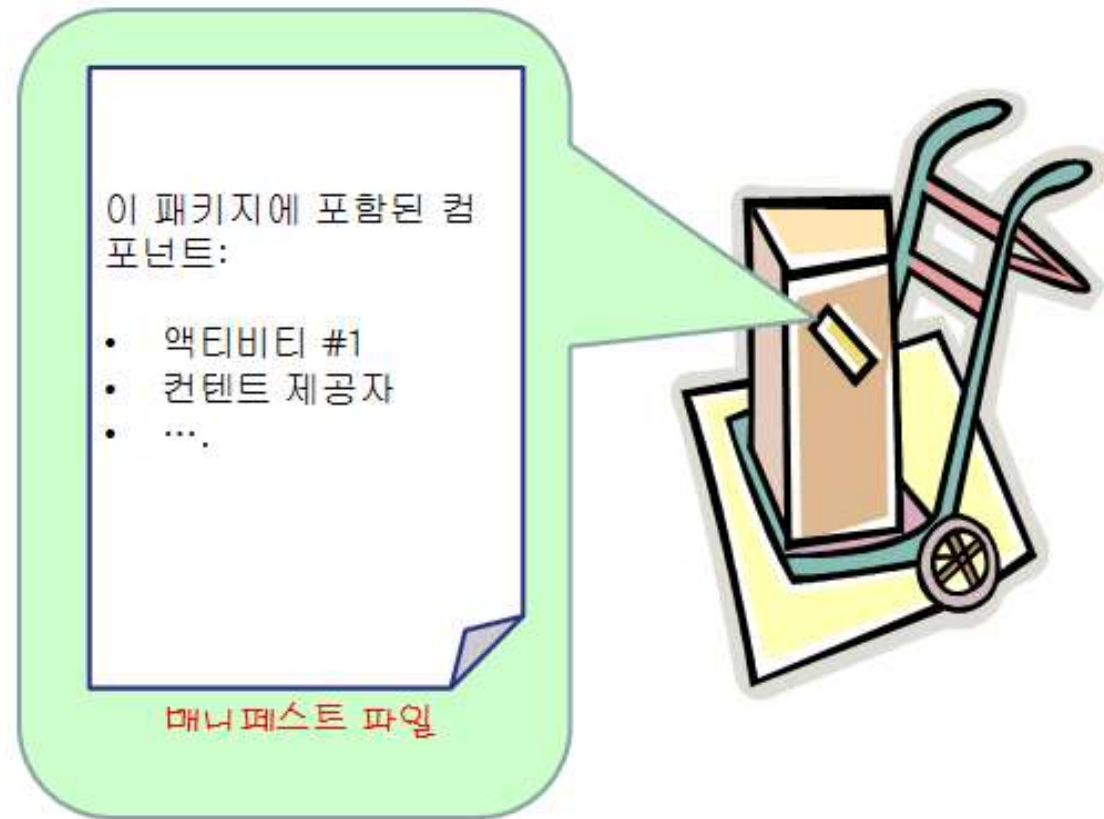 이 패키지에 포함된 컴
포넌트:
• 액티비티 #1
• 컨텐트 제공자
• ….
매니페스트 파일